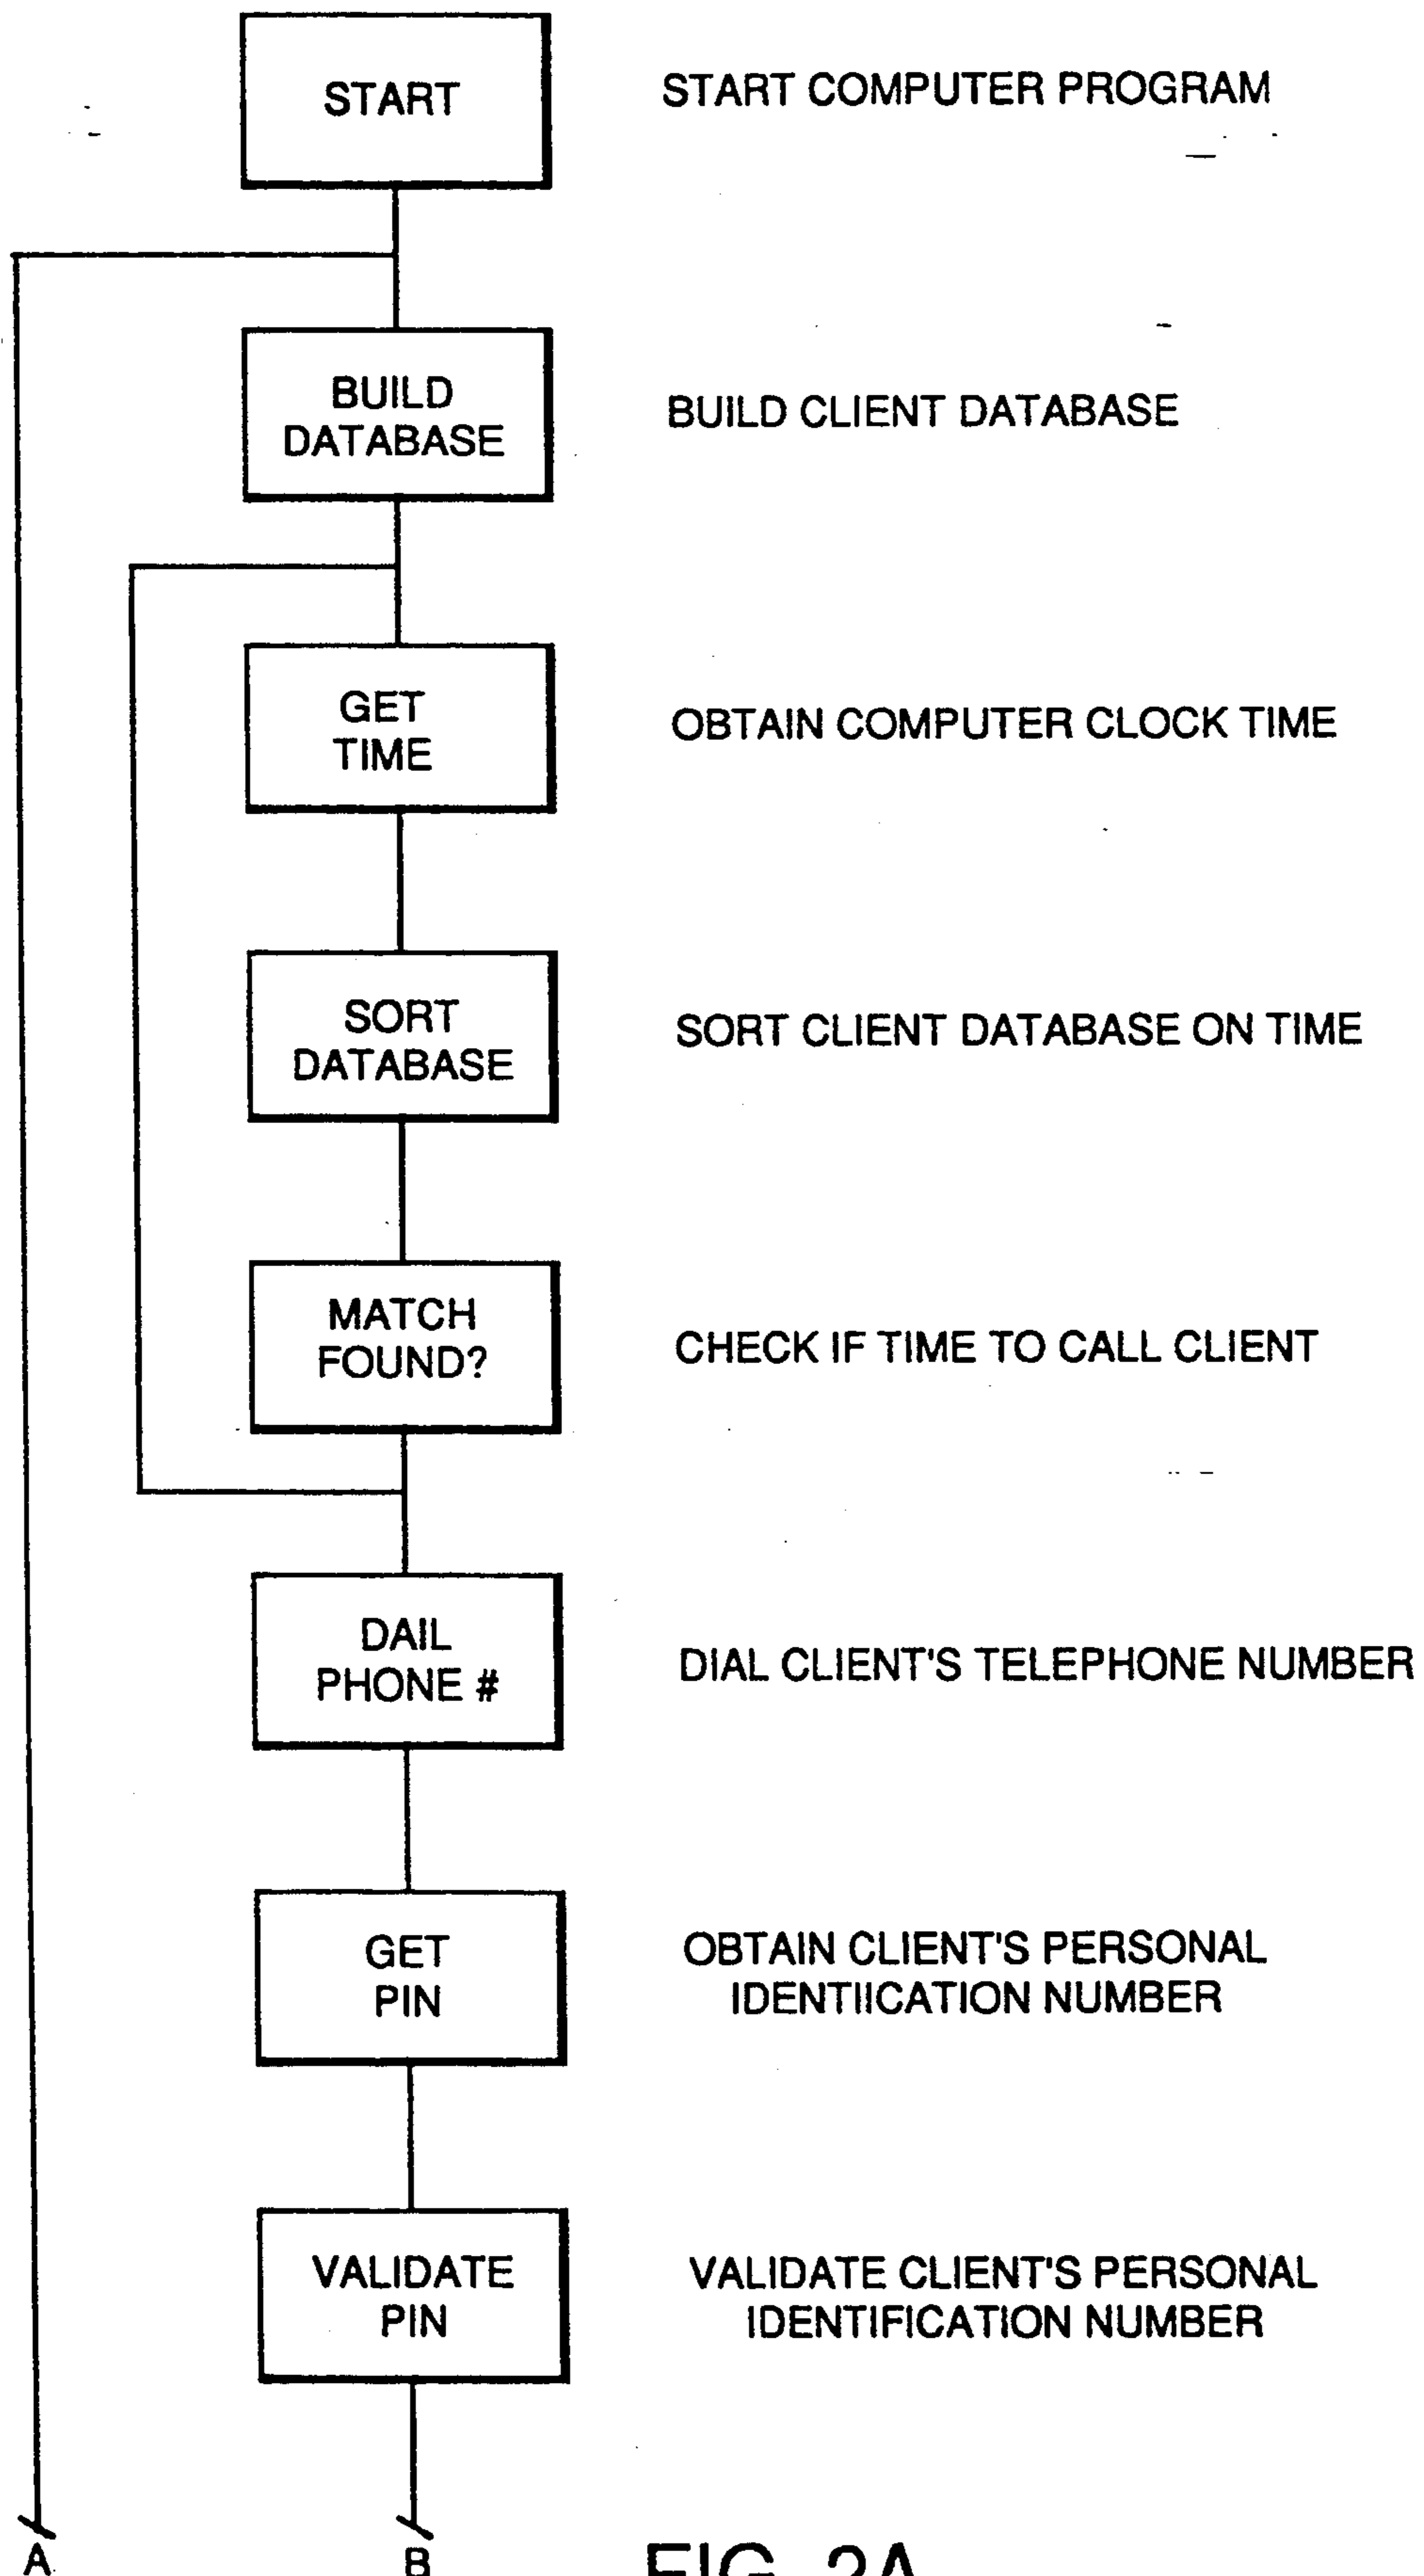 START
START COMPUTER PROGRAM
BUILD
DATABASE
BUILD CLIENT DATABASE
GET
TIME
OBTAIN COMPUTER CLOCK TIME
SORT
DATABASE
SORT CLIENT DATABASE ON TIME
MATCH
FOUND?
CHECK IF TIME TO CALL CLIENT
DAIL
PHONE #
DIAL CLIENT'S TELEPHONE NUMBER
GET
PIN
OBTAIN CLIENT'S PERSONAL
IDENTIICATION NUMBER
VALIDATE
PIN
VALIDATE CLIENT'S PERSONAL
IDENTIFICATION NUMBER
A
B
FIG. 2A